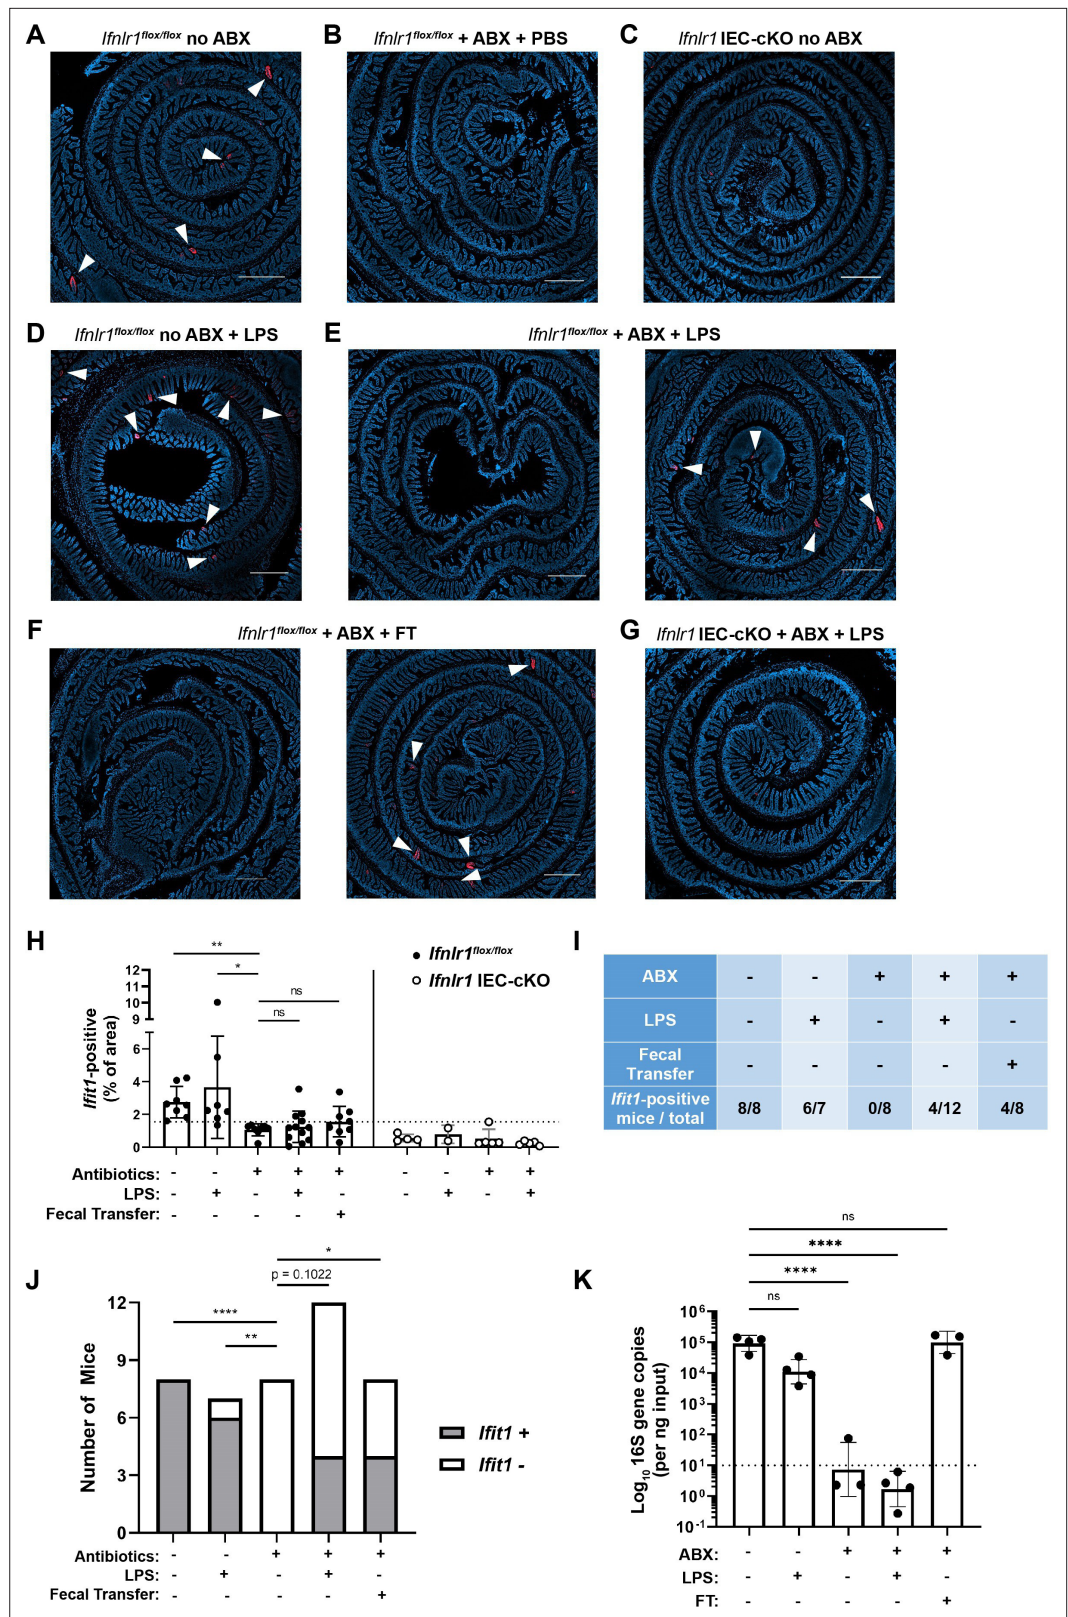 A
Ifnlr1flox/flox no ABX
B
Ifnlr1flox/flox + ABX + PBS
C
Ifnlr1 IEC-cKO no ABX
D
Ifnlr1flox/flox no ABX + LPS
E
Ifnlr1flox/flox + ABX + LPS
F
Ifnlr1flox/flox + ABX + FT
G
Ifnlr1 IEC-cKO + ABX + LPS
H
Ifit1-positive
(% of area)
12
11
10
9
6
4
2
0
**
*
ns
ns
Ifnlr1flox/flox
Ifnlr1 IEC-cKO
Antibiotics: - - + + + - - + +
LPS: - + - + - - + - +
Fecal Transfer: - - - - +
I
ABX - - + + +
LPS - + - + -
Fecal
Transfer - - - - +
Ifit1-positive
mice / total 8/8 6/7 0/8 4/12 4/8
J
Number of Mice
12
9
6
3
0
*
p = 0.1022
****
**
Ifit1 +
Ifit1 -
Antibiotics: - - + + +
LPS: - + - + -
Fecal Transfer: - - - - +
K
Log10 16S gene copies
(per ng input)
10^6
10^5
10^4
10^3
10^2
10^1
10^0
10^-1
ns
****
****
ns
ABX: - - + + +
LPS: - + - + -
FT: - - - - +